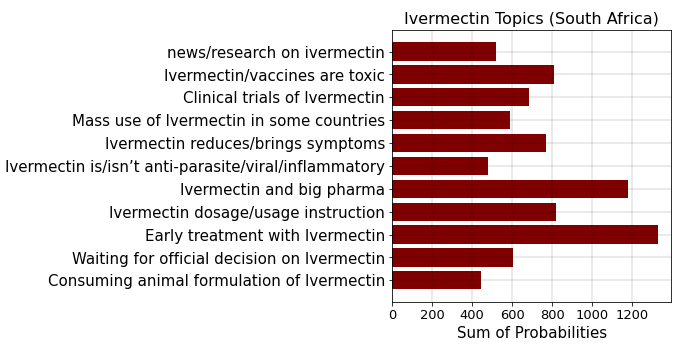 Ivermectin Topics (South Africa)
news/research on ivermectin
Ivermectin/vaccines are toxic
Clinical trials of Ivermectin
Mass use of Ivermectin in some countries
Ivermectin reduces/brings symptoms
Ivermectin is/isn’t anti-parasite/viral/inflammatory
Ivermectin and big pharma
Ivermectin dosage/usage instruction
Early treatment with Ivermectin
Waiting for official decision on Ivermectin
Consuming animal formulation of Ivermectin
0 200 400 600 800 1000 1200
Sum of Probabilities